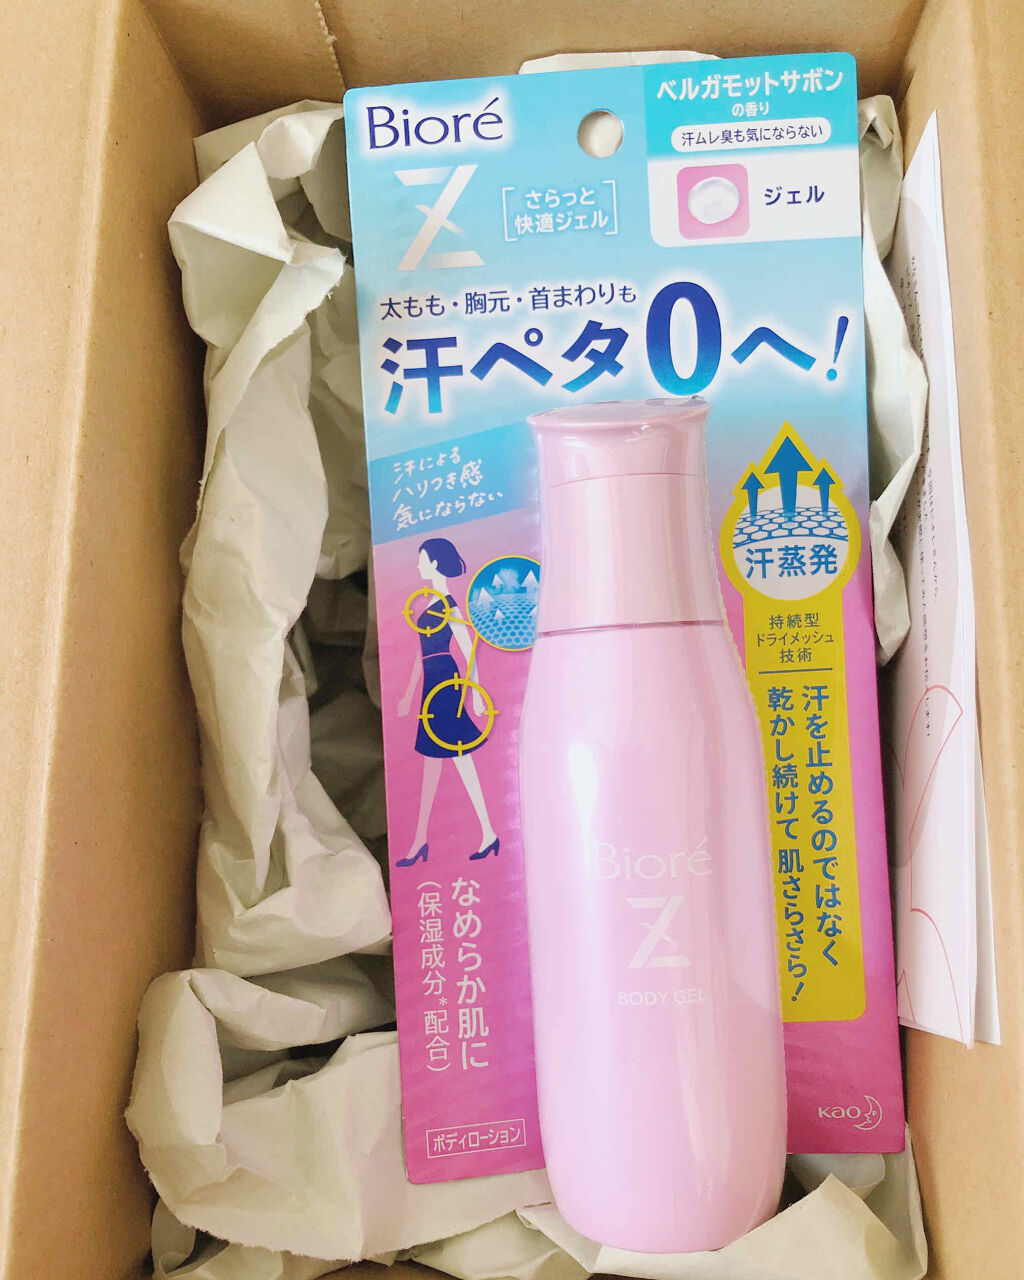 Bioré
Z
さらっと
快適ジェル
ベルガモットサボン
の香り
汗ムレ臭も気にならない
ジェル
太もも・胸元・首まわりも
汗ペタ0へ!
汗による
ハリつき感
気にならない
汗蒸発
持続型
ドライメッシュ
技術
汗を止めるのではなく
乾かし続けて 肌さらさら!
なめらか肌に
(保湿成分*配合)
ボディローション
Bioré
Z
BODY GEL
Kao